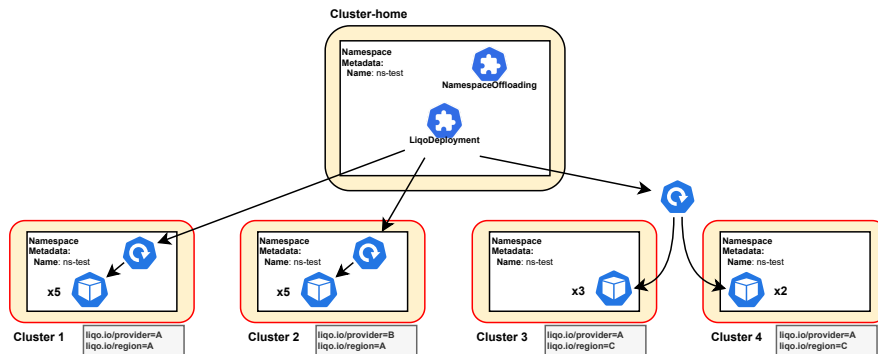 Cluster-home
Namespace
Metadata:
Name: ns-test
NamespaceOffloading
LiqoDeployment
Namespace
Metadata:
Name: ns-test
x5
Cluster 1
liqo.io/provider=A
liqo.io/region=A
Namespace
Metadata:
Name: ns-test
x5
Cluster 2
liqo.io/provider=B
liqo.io/region=A
Namespace
Metadata:
Name: ns-test
x3
Cluster 3
liqo.io/provider=A
liqo.io/region=C
Namespace
Metadata:
Name: ns-test
x2
Cluster 4
liqo.io/provider=A
liqo.io/region=C